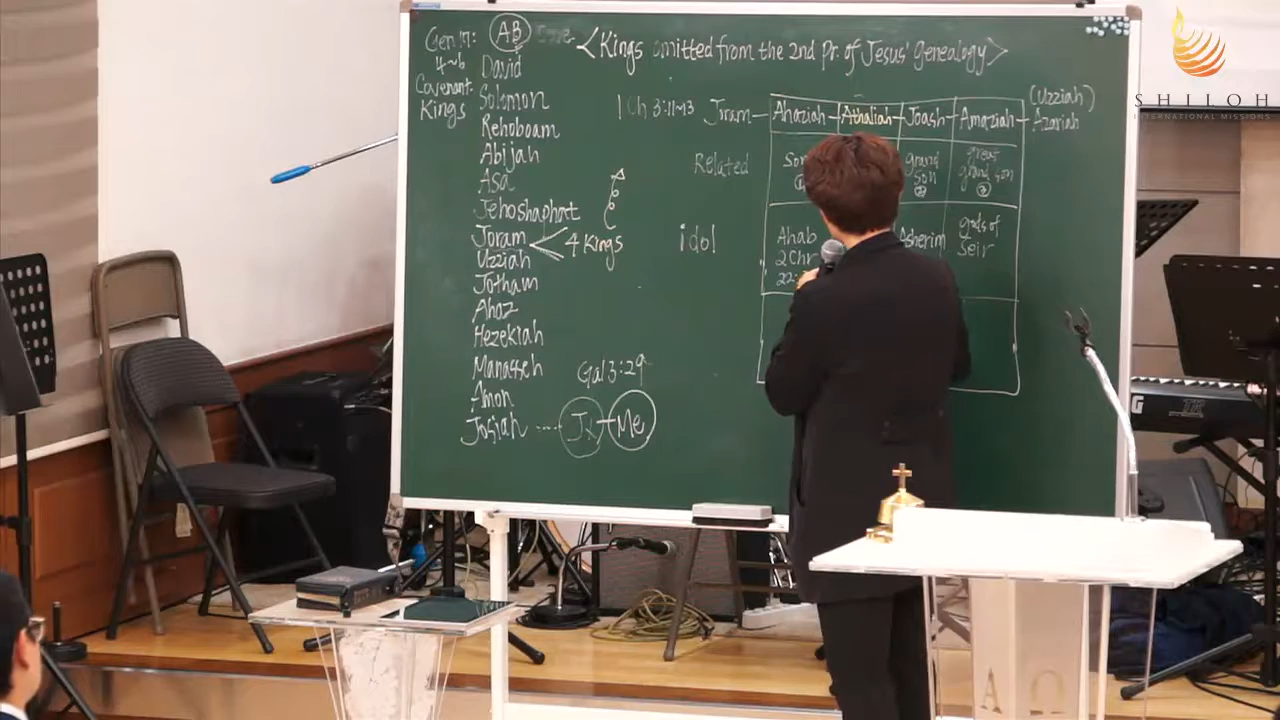 Gen 17:
4~6
Covenant
Kings
AB
David
Solomon
Rehoboam
Abijah
Asa
Jehoshaphat
Joram
Uzziah
Jotham
Ahaz
Hezekiah
Manasseh
Amon
Josiah
4 Kings
Gal 3:29
Me
<Kings omitted from the 2nd Pr. of Jesus' genealogy>
1 Ch 3:11~13 Joram Ahaziah Athaliah Joash Amaziah (Uzziah) Azariah
Related grand son great grand son
idol Ahab 2 Chr Asherim gods of Seir
SHILOH
INTERNATIONAL MISSIONS
A Ω